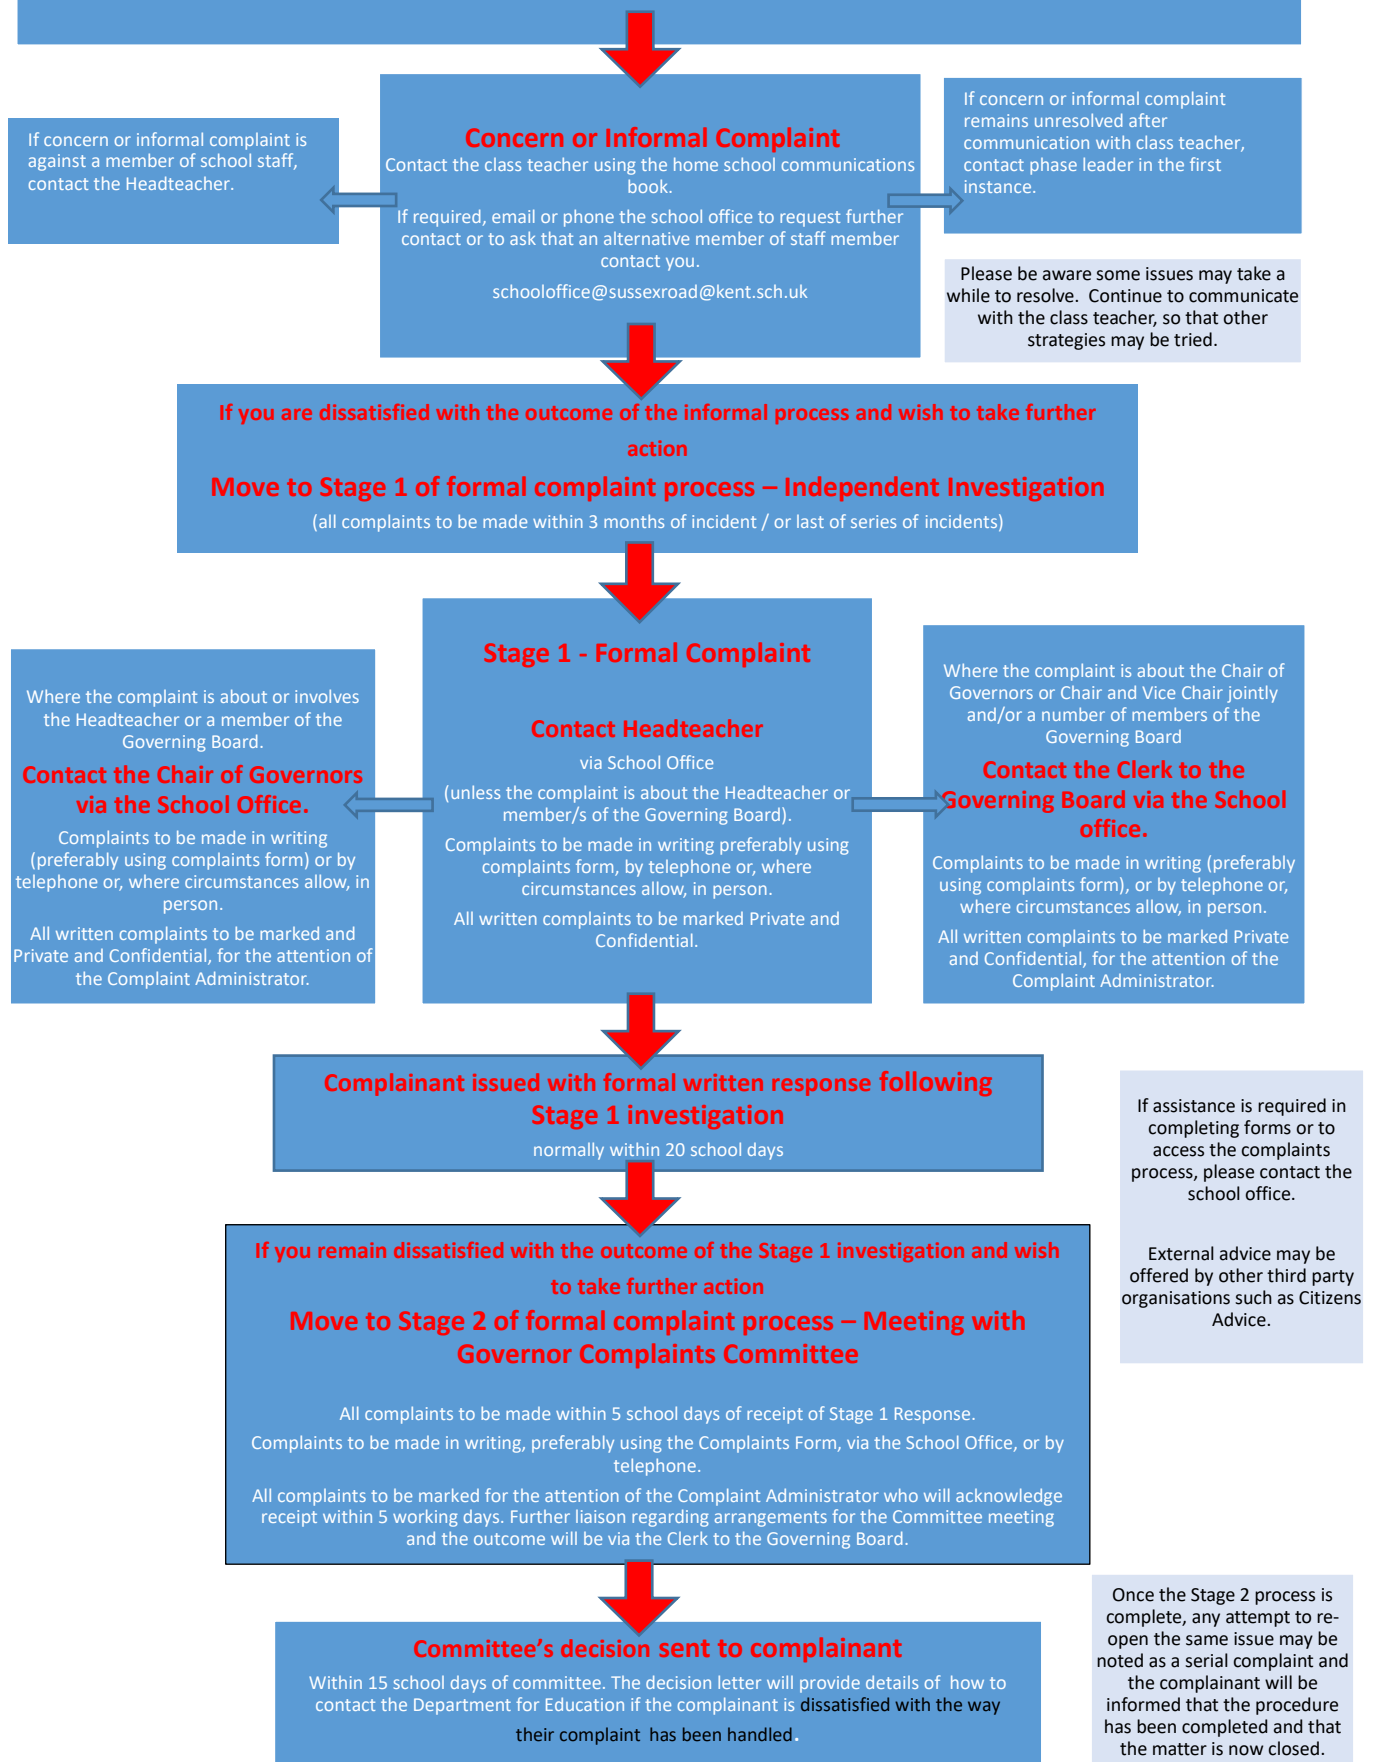 Concern or Informal Complaint
Contact the class teacher using the home school communications
book.
If required, email or phone the school office to request further
contact or to ask that an alternative member of staff member
contact you.
schooloffice@sussexroad@kent.sch.uk
If concern or informal complaint is
against a member of school staff,
contact the Headteacher.
If concern or informal complaint
remains unresolved after
communication with class teacher,
contact phase leader in the first
instance.
Please be aware some issues may take a
while to resolve.  Continue to communicate
with the class teacher, so that other
strategies may be tried.
If you are dissatisfied with the outcome of the informal process and wish to take further
action
Move to Stage 1 of formal complaint process – Independent Investigation
(all complaints to be made within 3 months of incident / or last of series of incidents)
Stage 1 - Formal Complaint
Contact Headteacher
via School Office
(unless the complaint is about the Headteacher or
member/s of the Governing Board).
Complaints to be made in writing preferably using
complaints form, by telephone or, where
circumstances allow, in person.
All written complaints to be marked Private and
Confidential.
Where the complaint is about or involves
the Headteacher or a member of the
Governing Board.
Contact the Chair of Governors
via the School Office.
Complaints to be made in writing
(preferably using complaints form) or by
telephone or, where circumstances allow, in
person.
All written complaints to be marked and
Private and Confidential, for the attention of
the Complaint Administrator.
Where the complaint is about the Chair of
Governors or Chair and Vice Chair jointly
and/or a number of members of the
Governing Board
Contact the Clerk to the
Governing Board via the School
office.
Complaints to be made in writing (preferably
using complaints form), or by telephone or,
where circumstances allow, in person.
All written complaints to be marked Private
and Confidential, for the attention of the
Complaint Administrator.
Complainant issued with formal written response following
Stage 1 investigation
normally within 20 school days
If assistance is required in
completing forms or to
access the complaints
process, please contact the
school office.
External advice may be
offered by other third party
organisations such as Citizens
Advice.
If you remain dissatisfied with the outcome of the Stage 1 investigation and wish
to take further action
Move to Stage 2 of formal complaint process – Meeting with
Governor Complaints Committee
All complaints to be made within 5 school days of receipt of Stage 1 Response.
Complaints to be made in writing, preferably using the Complaints Form, via the School Office, or by
telephone.
All complaints to be marked for the attention of the Complaint Administrator who will acknowledge
receipt within 5 working days. Further liaison regarding arrangements for the Committee meeting
and the outcome will be via the Clerk to the Governing Board.
Committee’s decision sent to complainant
Within 15 school days of committee. The decision letter will provide details of  how to
contact the Department for Education if the complainant is dissatisfied with the way
their complaint  has been handled.
Once the Stage 2 process is
complete, any attempt to re-
open the same issue may be
noted as a serial complaint and
the complainant will be
informed that the procedure
has been completed and that
the matter is now closed.